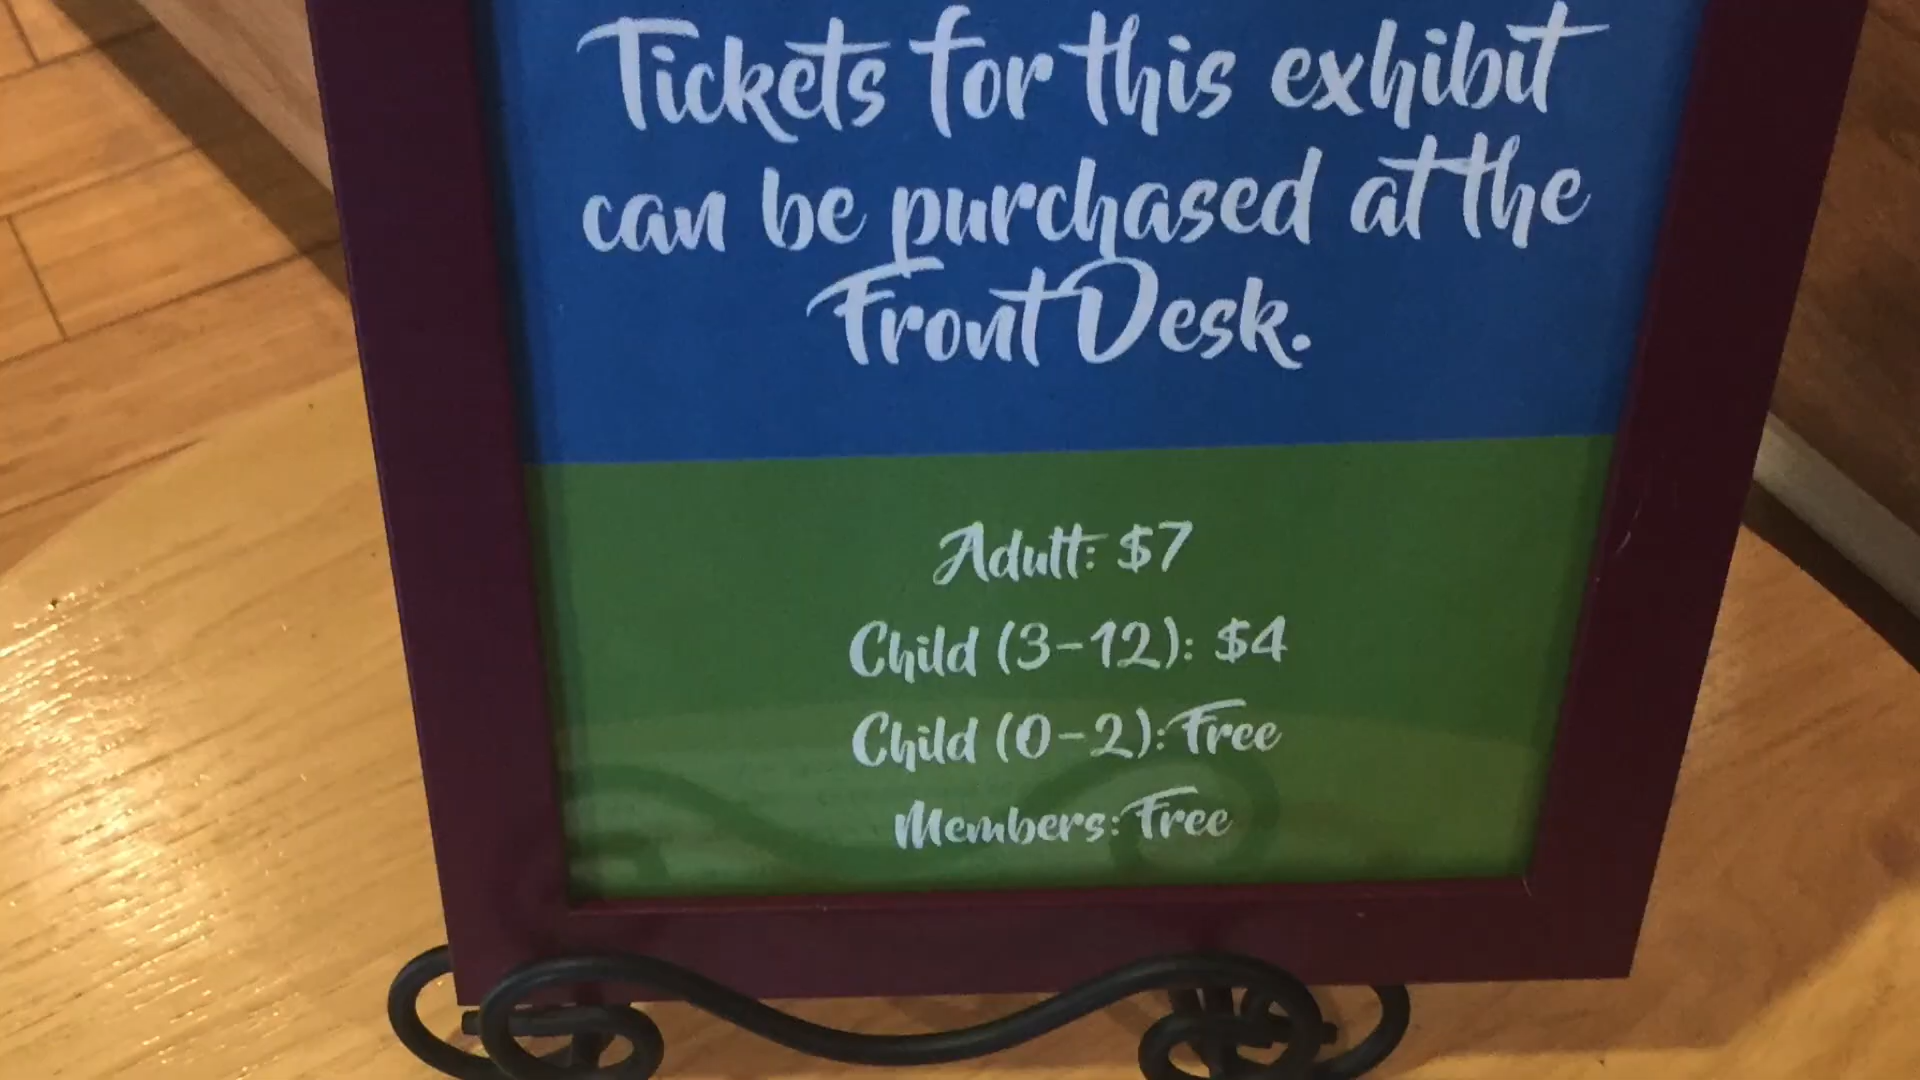 Tickets for this exhibit
can be purchased at the
Front Desk.
Adult: $7
Child (3-12): $4
Child (0-2): Free
Members: Free